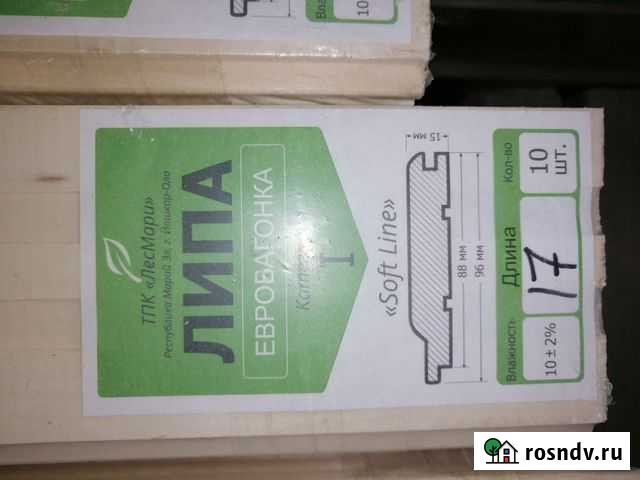 ТПК «ЛесМари»
Республика Марий Эл, г. Йошкар-Ола
ЛИПА
ЕВРОВАГОНКА
I
«Soft Line»
15 мм
88 мм
96 мм
Кол-во
10 шт.
Длина
17
Влажность
10 ± 2%
10
rosndv.ru